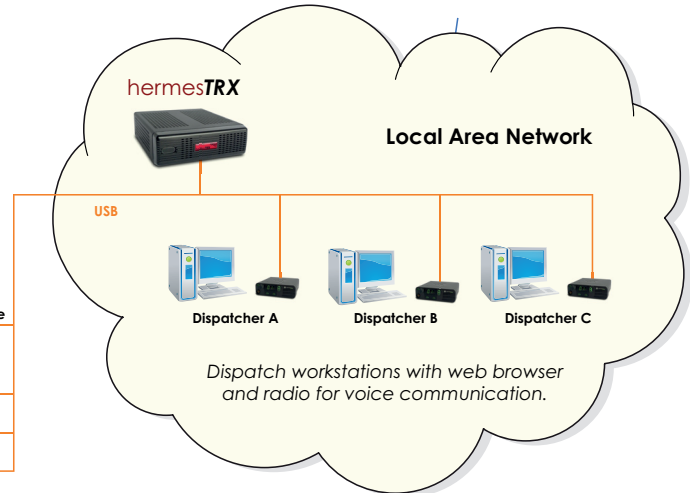 hermesTRX
Local Area Network
USB
Dispatcher A
Dispatcher B
Dispatcher C
Dispatch workstations with web browser
and radio for voice communication.